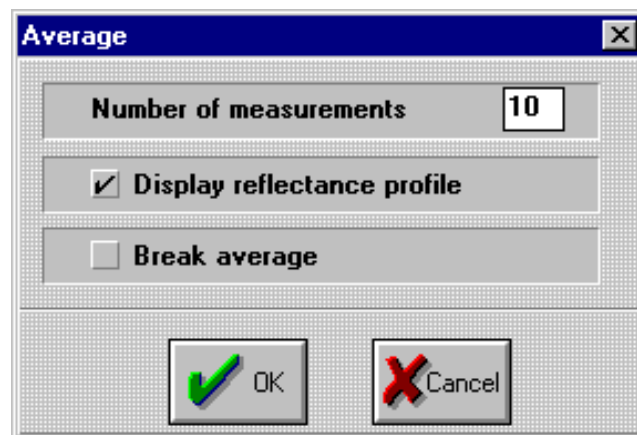 Average
Number of measurements 10
Display reflectance profile
Break average
OK Cancel